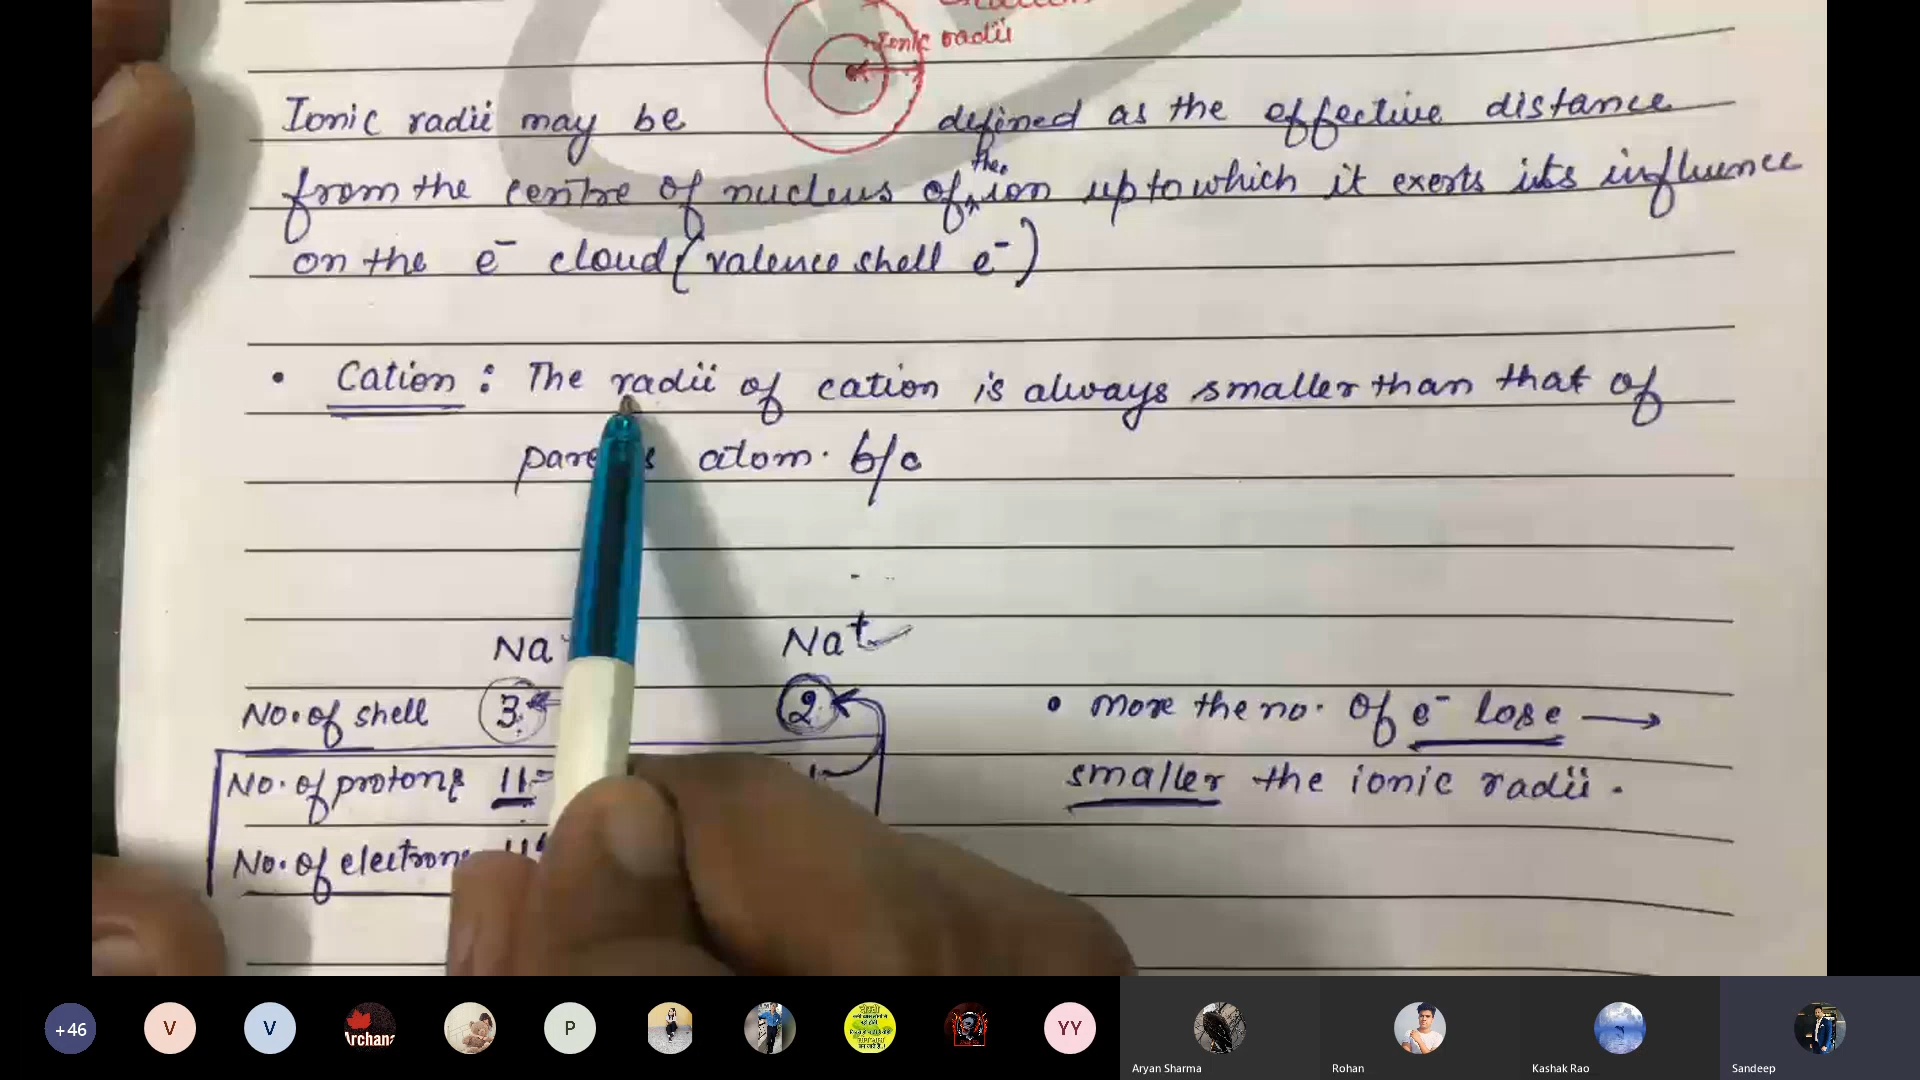 ionic radii
Ionic radii may be defined as the effective distance
the
from the centre of nucleus of ion upto which it exerts its influence
on the e⁻ cloud (valence shell e⁻)
• Cation : The radii of cation is always smaller than that of
atom. b/c
Na Na⁺
No. of shell 3 2
• more the no. of e⁻ lose →
No. of protons 11
smaller the ionic radii.
No. of electrons
+46
V
V
P
YY
Aryan Sharma
Rohan
Kashak Rao
Sandeep